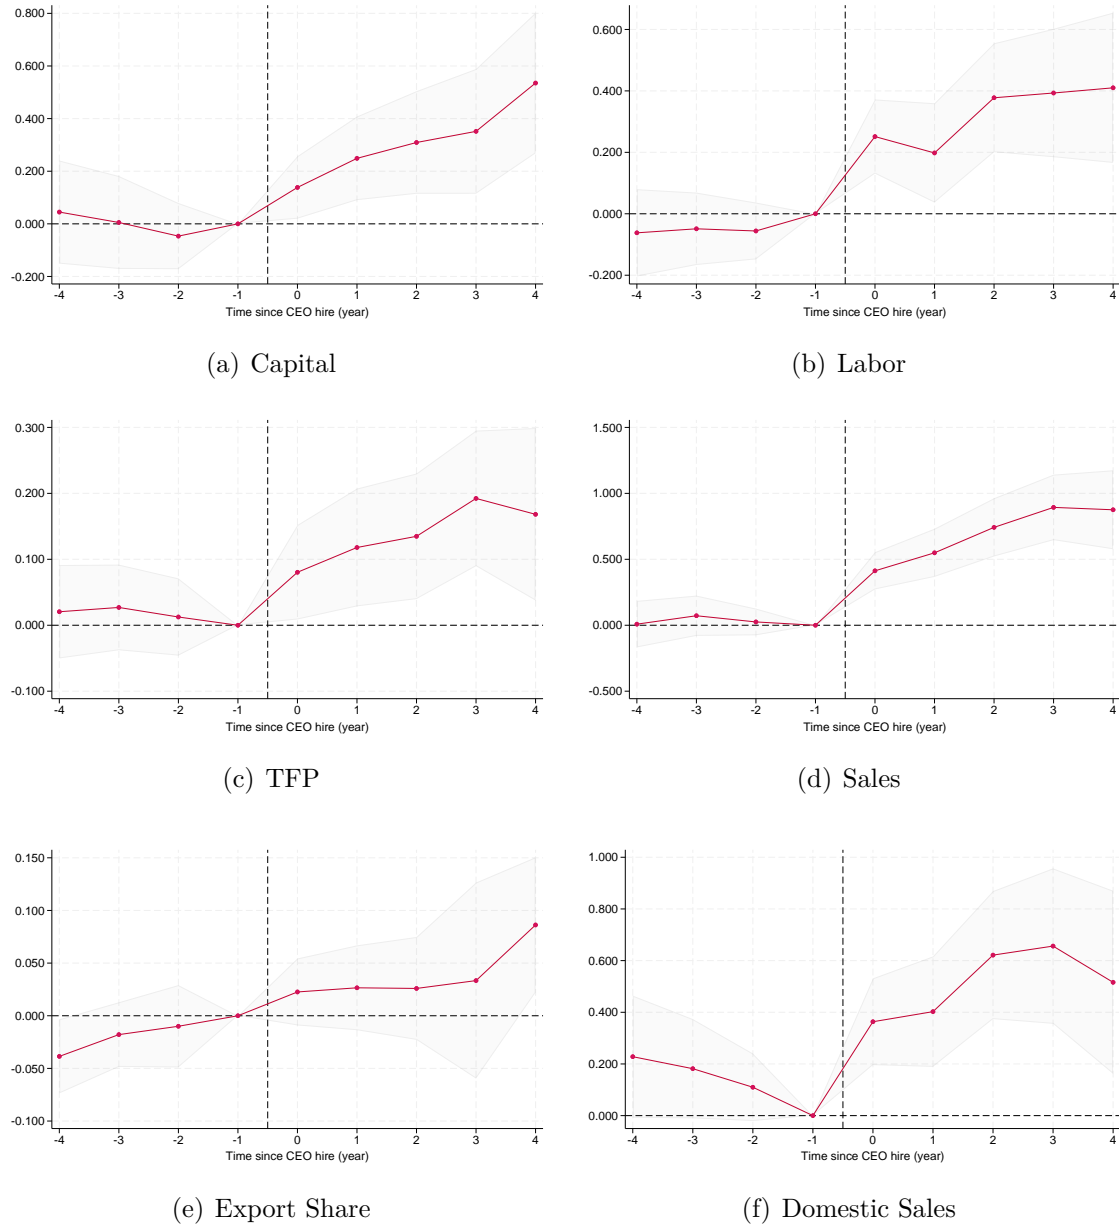 0.800
0.600
0.400
0.200
0.000
-0.200
-4 -3 -2 -1 0 1 2 3 4
Time since CEO hire (year)
(a) Capital
0.600
0.400
0.200
0.000
-0.200
-4 -3 -2 -1 0 1 2 3 4
Time since CEO hire (year)
(b) Labor
0.300
0.200
0.100
0.000
-0.100
-4 -3 -2 -1 0 1 2 3 4
Time since CEO hire (year)
(c) TFP
1.500
1.000
0.500
0.000
-0.500
-4 -3 -2 -1 0 1 2 3 4
Time since CEO hire (year)
(d) Sales
0.150
0.100
0.050
0.000
-0.050
-0.100
-4 -3 -2 -1 0 1 2 3 4
Time since CEO hire (year)
(e) Export Share
1.000
0.800
0.600
0.400
0.200
0.000
-4 -3 -2 -1 0 1 2 3 4
Time since CEO hire (year)
(f) Domestic Sales